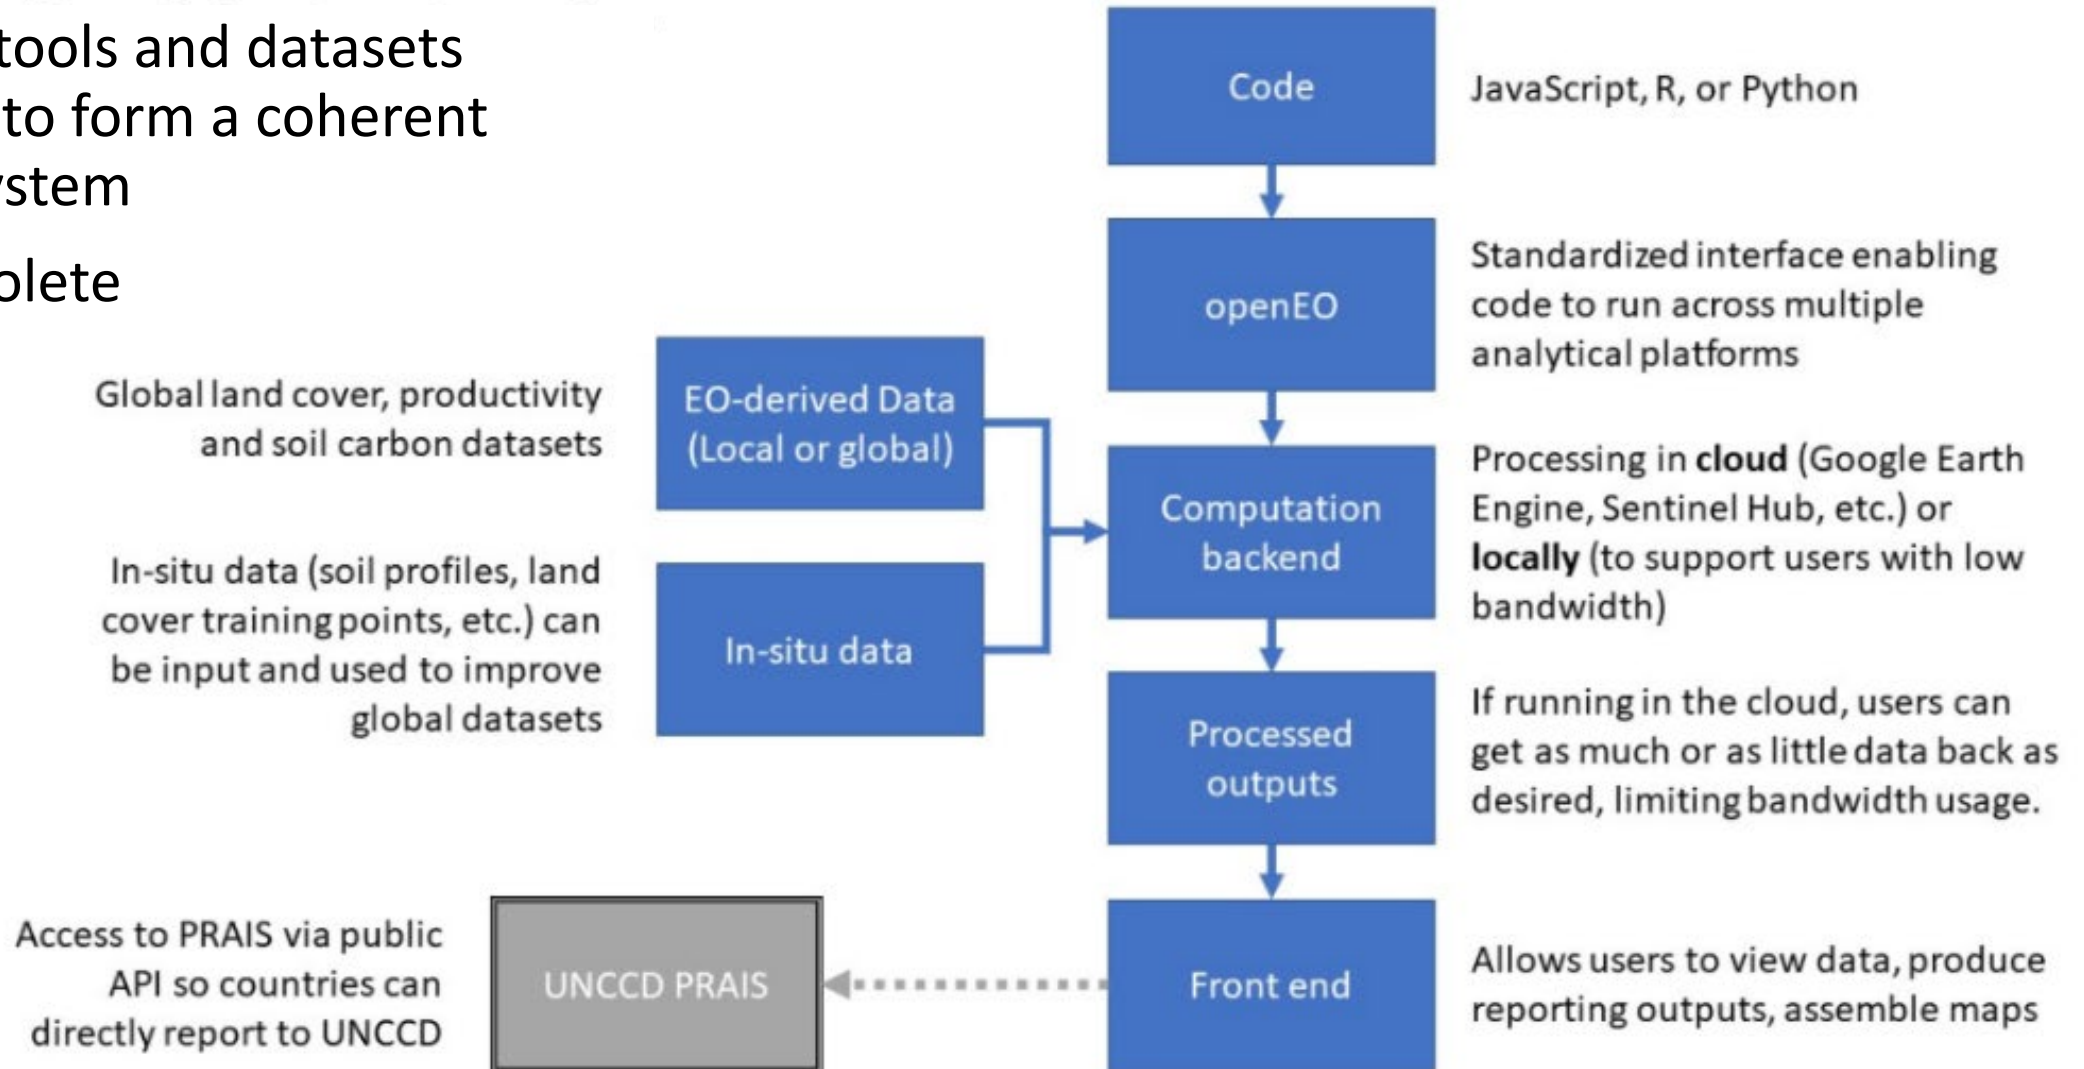 tools and datasets
to form a coherent
ystem
olete
Code
JavaScript, R, or Python
openEO
Standardized interface enabling
code to run across multiple
analytical platforms
Global land cover, productivity
and soil carbon datasets
EO-derived Data
(Local or global)
In-situ data (soil profiles, land
cover training points, etc.) can
be input and used to improve
global datasets
In-situ data
Computation
backend
Processing in cloud (Google Earth
Engine, Sentinel Hub, etc.) or
locally (to support users with low
bandwidth)
Processed
outputs
If running in the cloud, users can
get as much or as little data back as
desired, limiting bandwidth usage.
Access to PRAIS via public
API so countries can
directly report to UNCCD
UNCCD PRAIS
Front end
Allows users to view data, produce
reporting outputs, assemble maps